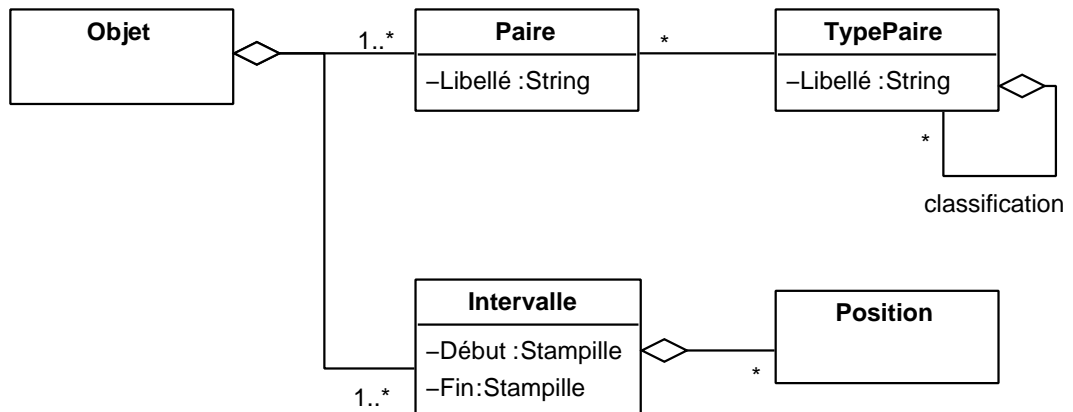 Objet
1..*
Paire
–Libellé :String
*
TypePaire
–Libellé :String
*
classification
1..*
Intervalle
–Début :Stampille
–Fin:Stampille
*
Position